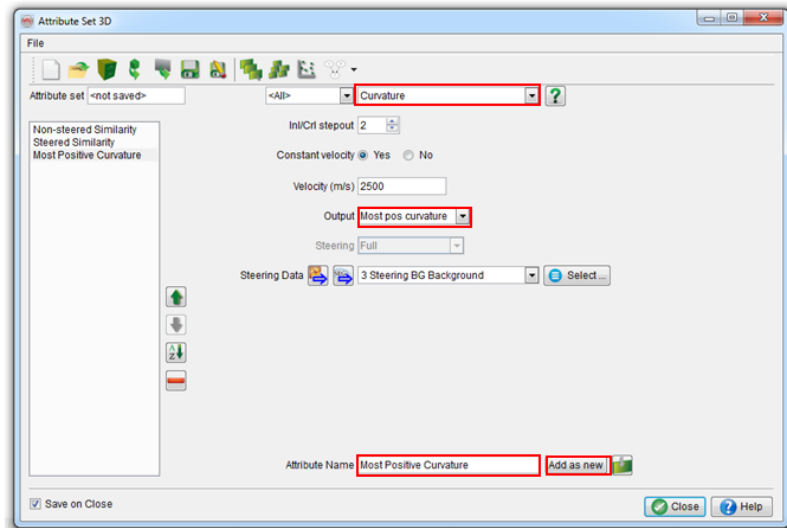 Attribute Set 3D
File
Attribute set <not saved> <All> Curvature
Non-steered Similarity
Steered Similarity
Most Positive Curvature
Inl/Crl stepout 2
Constant velocity Yes No
Velocity (m/s) 2500
Output Most pos curvature
Steering Full
Steering Data 3 Steering BG Background Select ...
Attribute Name Most Positive Curvature Add as new
Save on Close Close Help